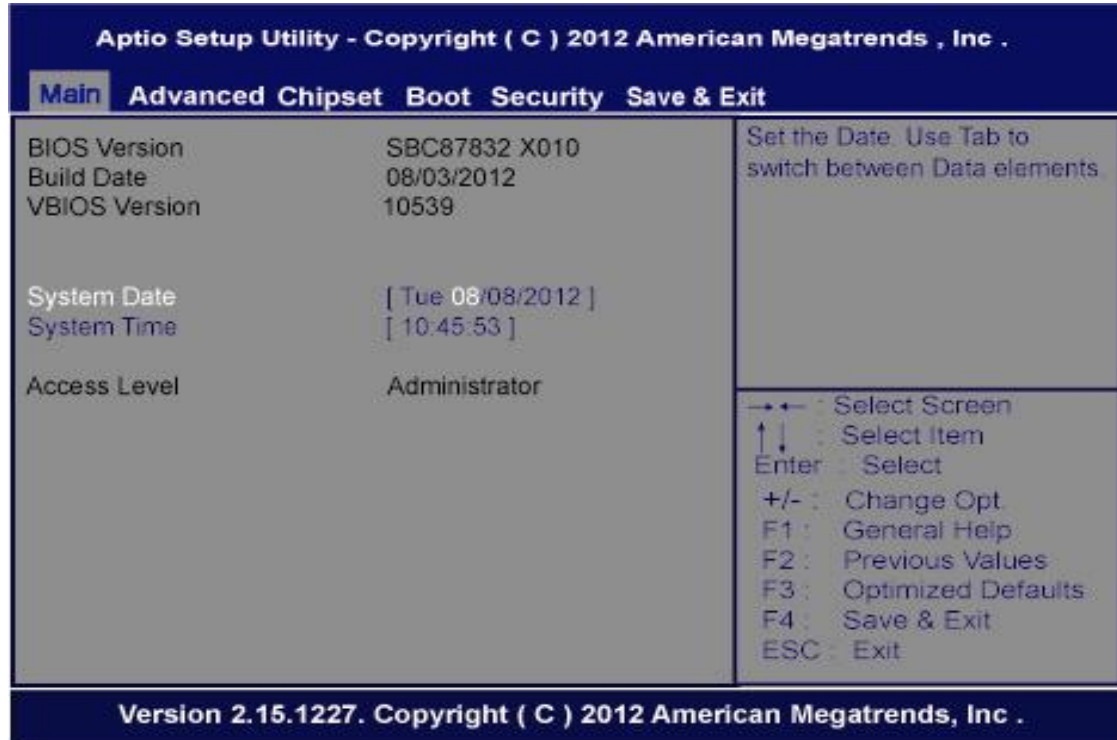 Aptio Setup Utility - Copyright ( C ) 2012 American Megatrends , Inc .
Main Advanced Chipset Boot Security Save & Exit
BIOS Version SBC87832 X010
Build Date 08/03/2012
VBIOS Version 10539
System Date [ Tue 08/08/2012 ]
System Time [ 10:45:53 ]
Access Level Administrator
Set the Date. Use Tab to
switch between Data elements.
→ ← : Select Screen
↑ ↓ : Select Item
Enter : Select
+/- : Change Opt.
F1 : General Help
F2 : Previous Values
F3 : Optimized Defaults
F4 : Save & Exit
ESC : Exit
Version 2.15.1227. Copyright ( C ) 2012 American Megatrends, Inc .